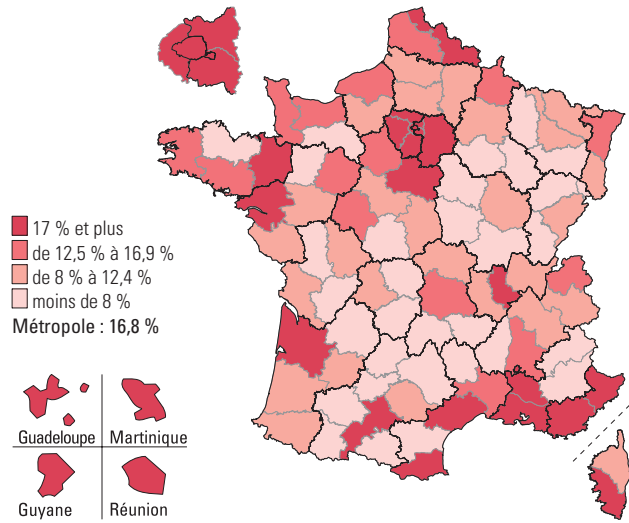 17 % et plus
de 12,5 % à 16,9 %
de 8 % à 12,4 %
moins de 8 %
Métropole : 16,8 %
Guadeloupe
Martinique
Guyane
Réunion